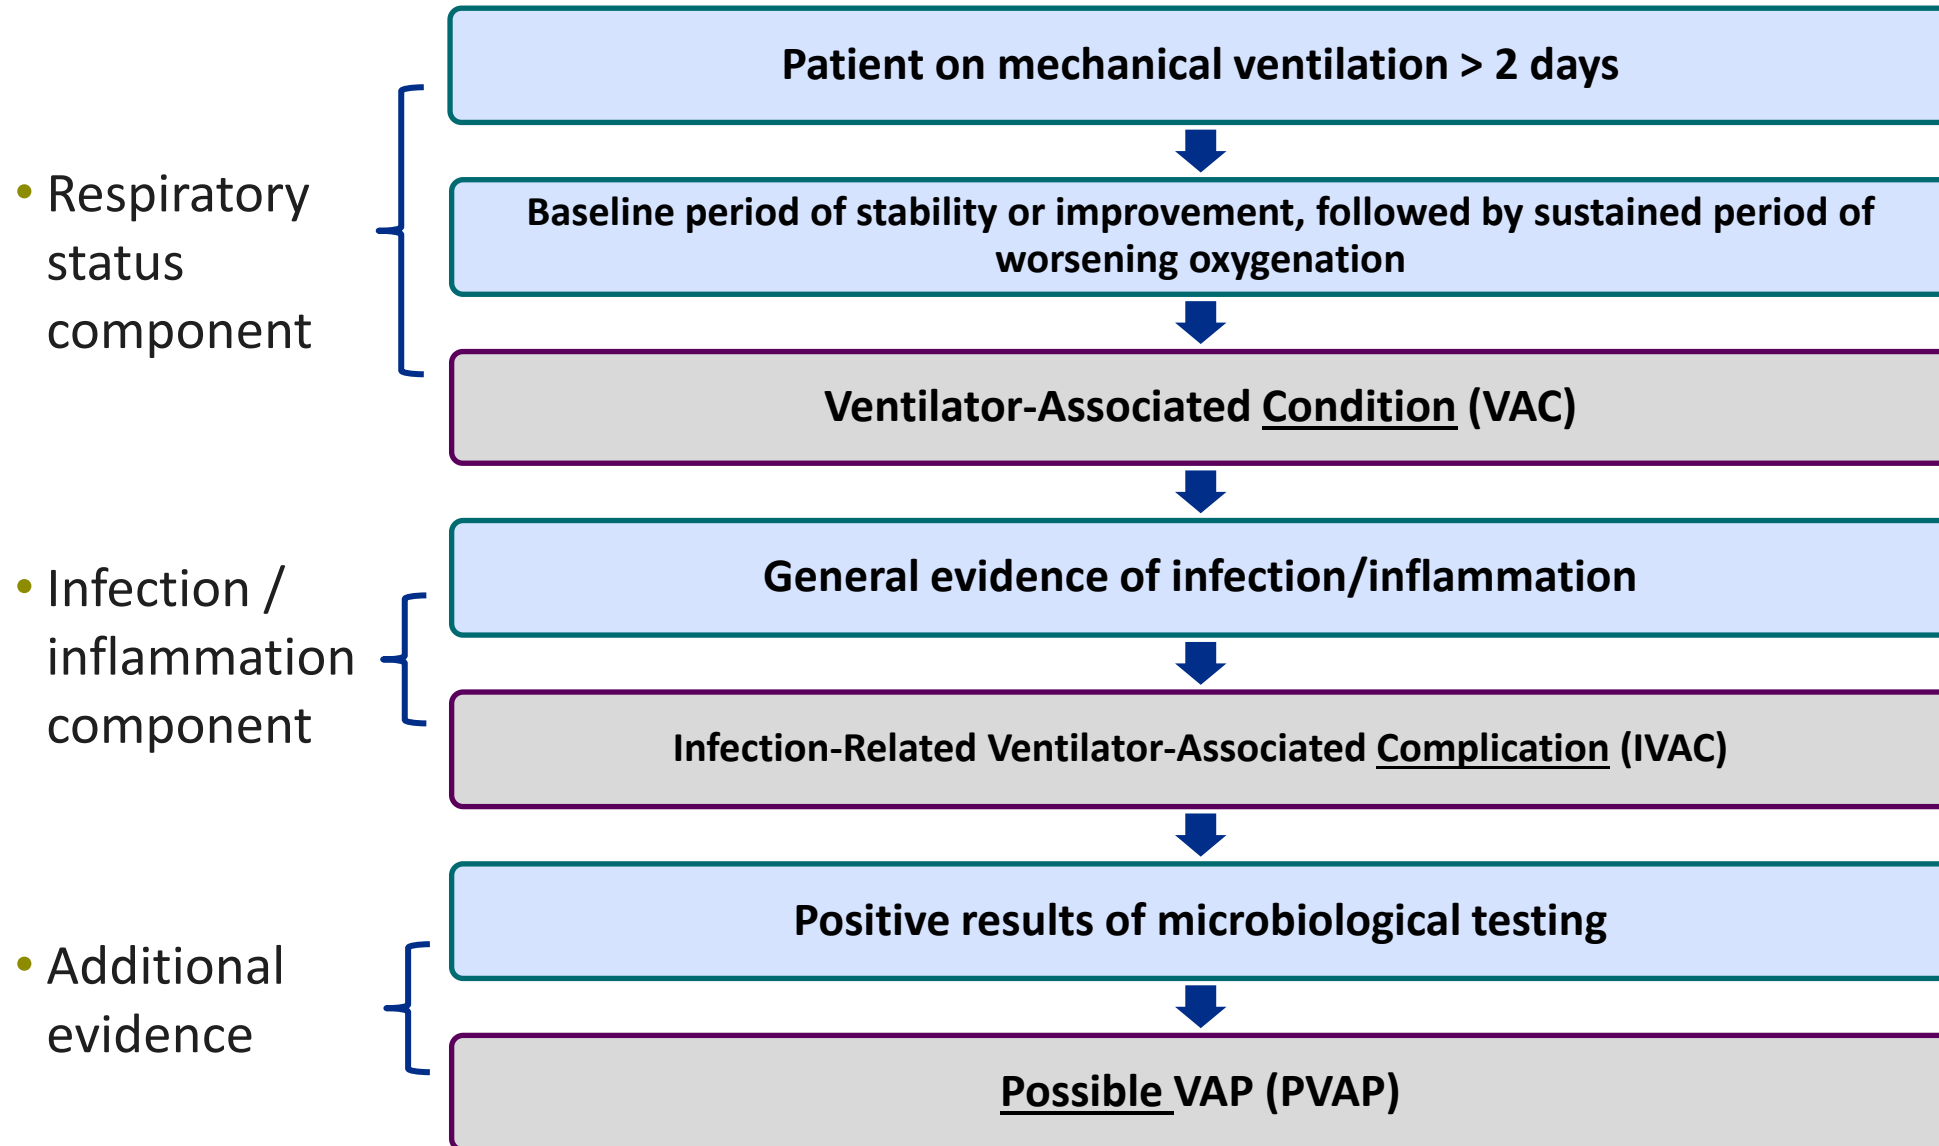 Patient on mechanical ventilation > 2 days
• Respiratory
status
component
Baseline period of stability or improvement, followed by sustained period of
worsening oxygenation
Ventilator-Associated Condition (VAC)
• Infection /
inflammation
component
General evidence of infection/inflammation
Infection-Related Ventilator-Associated Complication (IVAC)
• Additional
evidence
Positive results of microbiological testing
Possible VAP (PVAP)